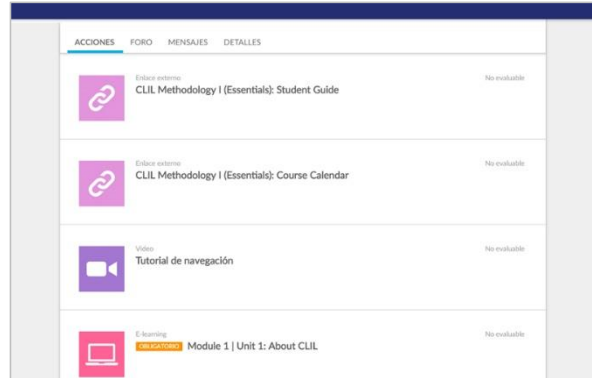 ACCIONES FORO MENSAJES DETALLES
Enlace externo No evaluable
CLIL Methodology I (Essentials): Student Guide
Enlace externo No evaluable
CLIL Methodology I (Essentials): Course Calendar
Video No evaluable
Tutorial de navegación
E-learning No evaluable
OBLIGATORIO Module 1 | Unit 1: About CLIL